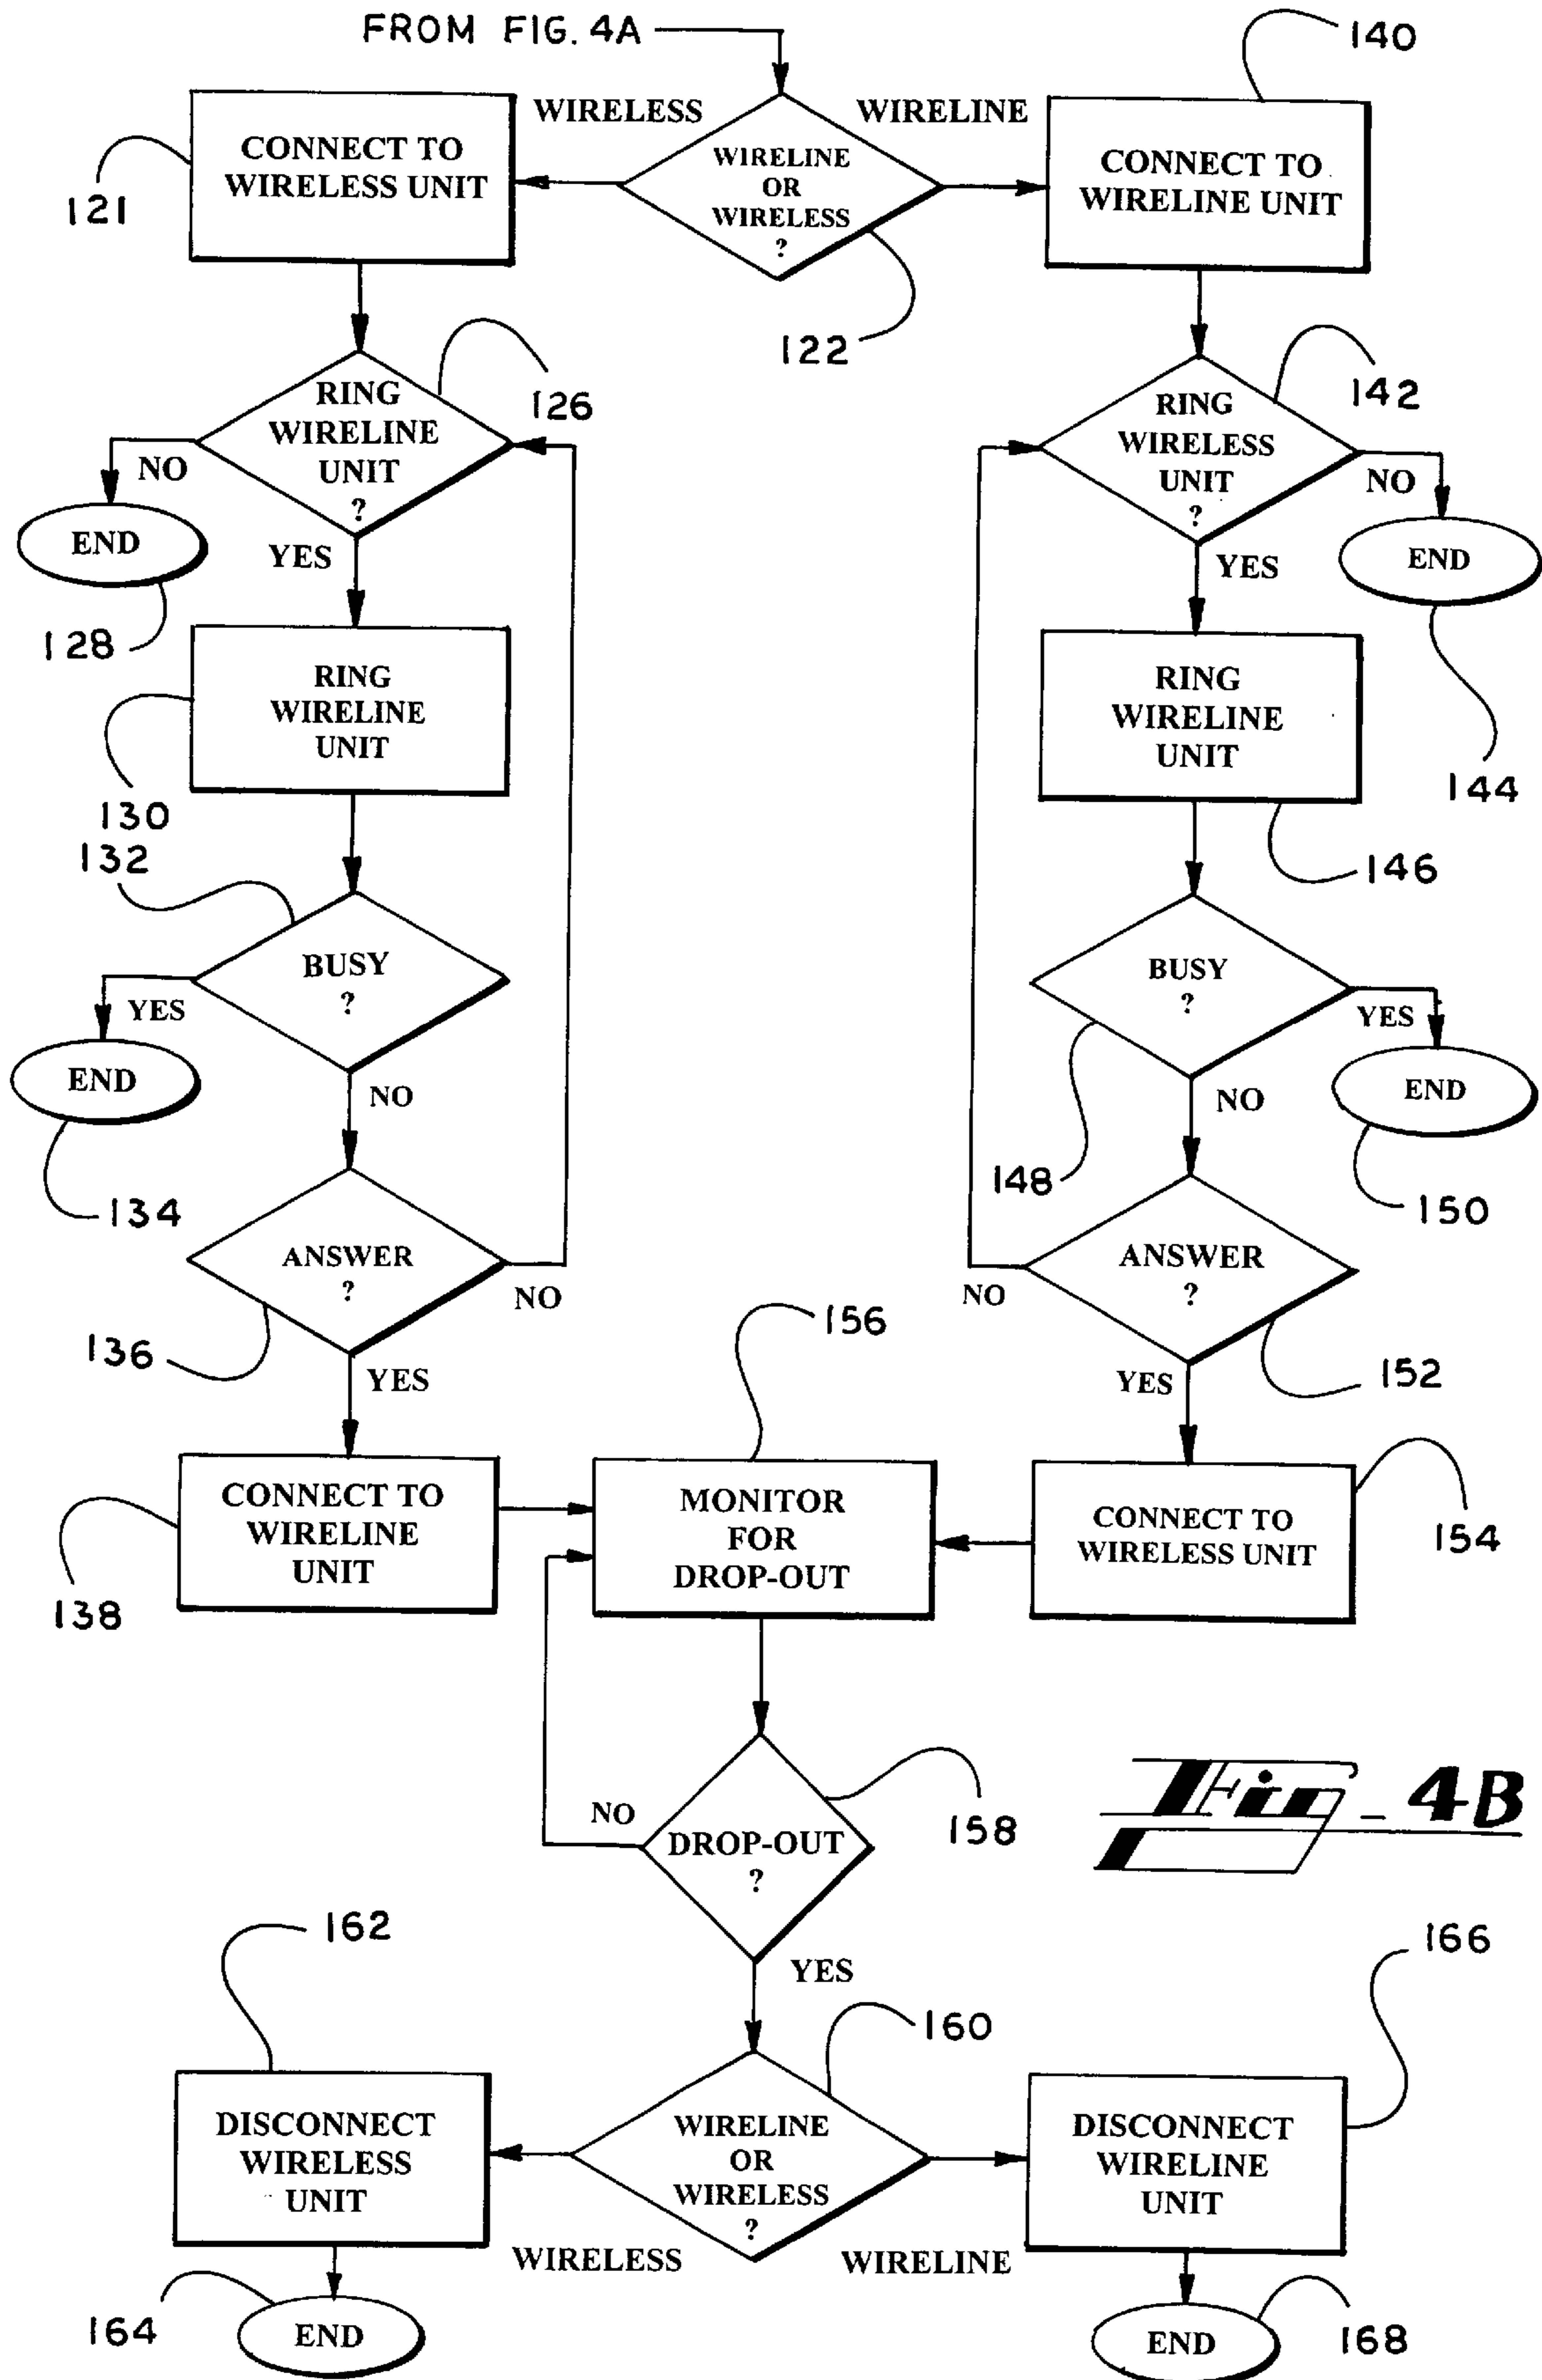 FROM FIG. 4A
140
WIRELESS
WIRELINE
CONNECT TO
WIRELESS UNIT
WIRELINE
OR
WIRELESS
?
CONNECT TO
WIRELINE UNIT
121
122
RING
WIRELINE
UNIT
?
126
RING
WIRELESS
UNIT
?
142
NO
NO
END
YES
YES
END
128
144
RING
WIRELINE
UNIT
RING
WIRELINE
UNIT
130
146
132
BUSY
?
BUSY
?
YES
YES
END
NO
NO
END
134
148
150
ANSWER
?
ANSWER
?
NO
NO
136
156
152
YES
YES
CONNECT TO
WIRELINE
UNIT
MONITOR
FOR
DROP-OUT
CONNECT TO
WIRELESS UNIT
138
154
NO
DROP-OUT
?
158
Fig_4B
YES
162
160
166
DISCONNECT
WIRELESS
UNIT
WIRELINE
OR
WIRELESS
?
DISCONNECT
WIRELINE
UNIT
WIRELESS
WIRELINE
164
END
END
168